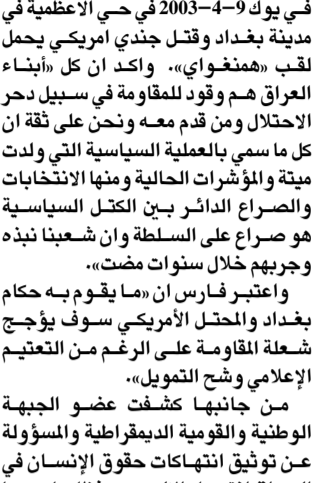 في يوك 9–4–2003 في حي الاعظمية في
مدينة بغداد وقتل جندي امريكي يحمل
لقب «همنغواي». واكد ان كل «أبناء
العراق هم وقود للمقاومة في سبيل دحر
الاحتلال ومن قدم معه ونحن على ثقة ان
كل ما سمي بالعملية السياسية التي ولدت
ميتة والمؤشرات الحالية ومنها الانتخابات
والصراع الدائر بين الكتل السياسية
هو صراع على السلطة وان شعبنا نبذه
وجربهم خلال سنوات مضت».
واعتبر فارس ان «ما يقوم به حكام
بغداد والمحتل الأمريكي سوف يؤجج
شعلة المقاومة على الرغم من التعتيم
الإعلامي وشح التمويل».
من جانبها كشفت عضو الجبهة
الوطنية والقومية الديمقراطية والمسؤولة
عن توثيق انتهاكات حقوق الإنسان في